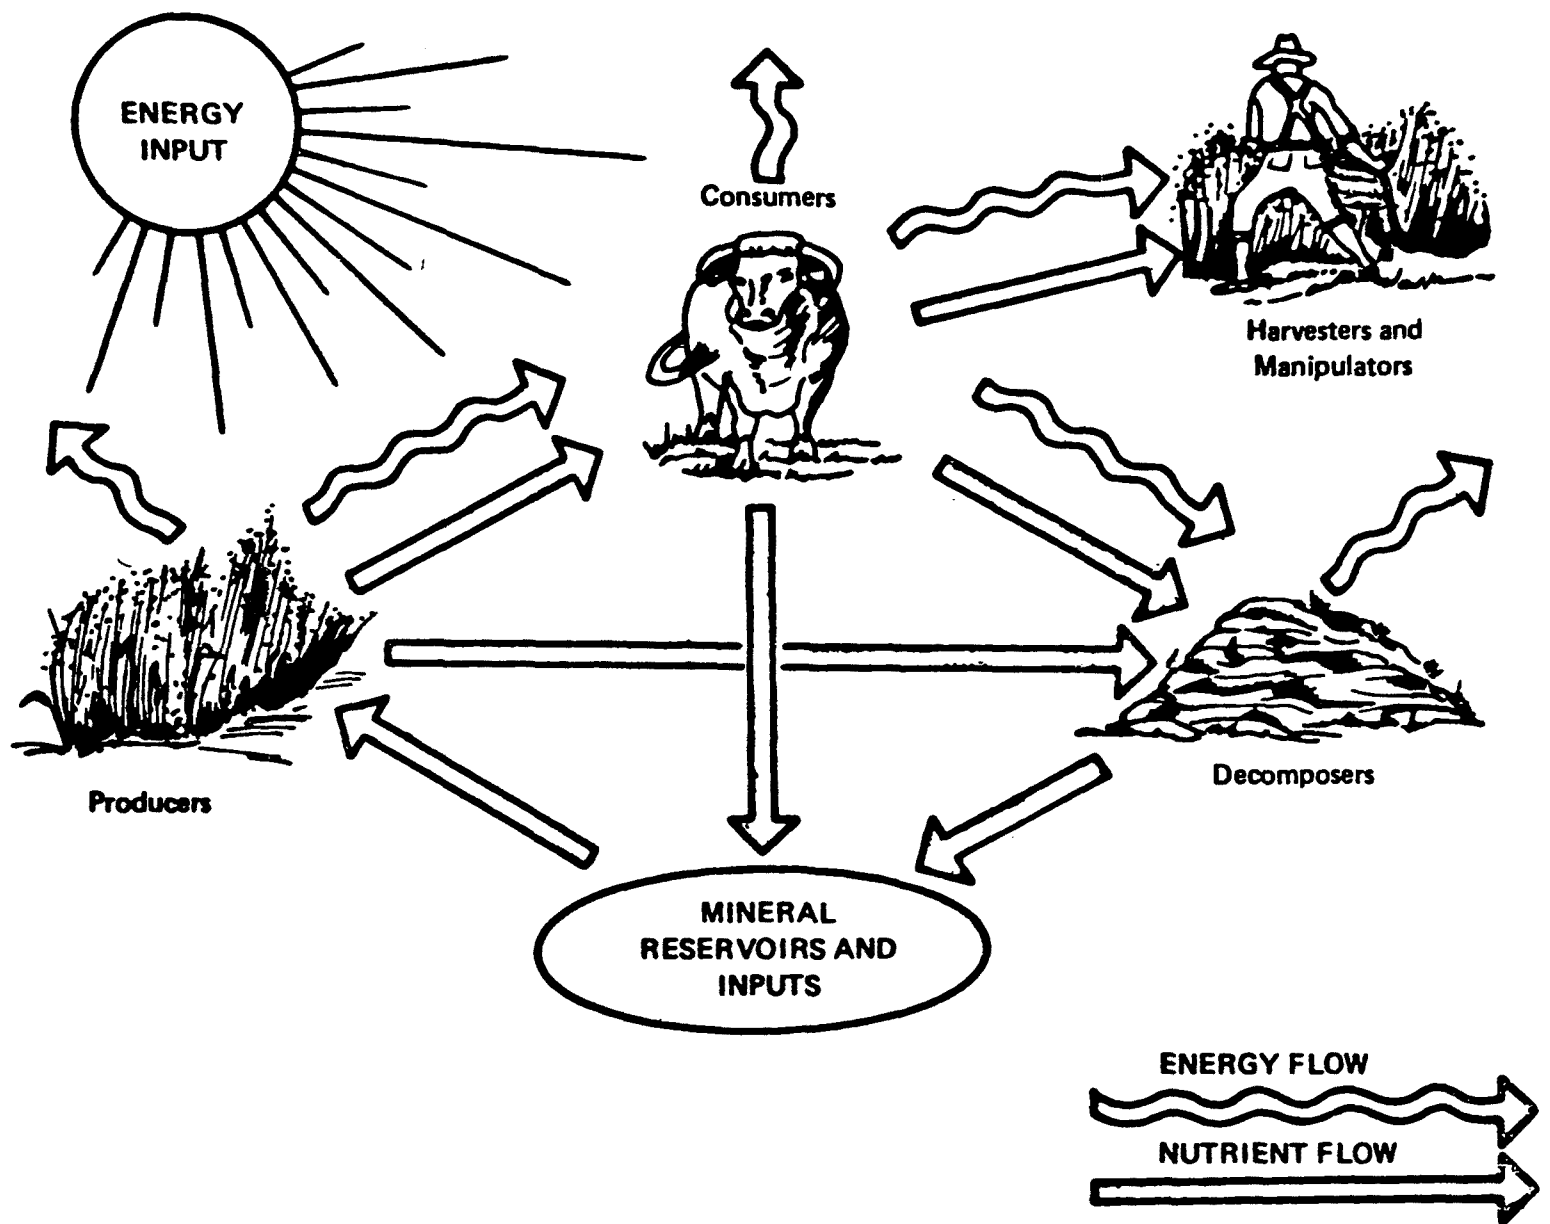 ENERGY
INPUT
Consumers
Harvesters and
Manipulators
Producers
Decomposers
MINERAL
RESERVOIRS AND
INPUTS
ENERGY FLOW
NUTRIENT FLOW